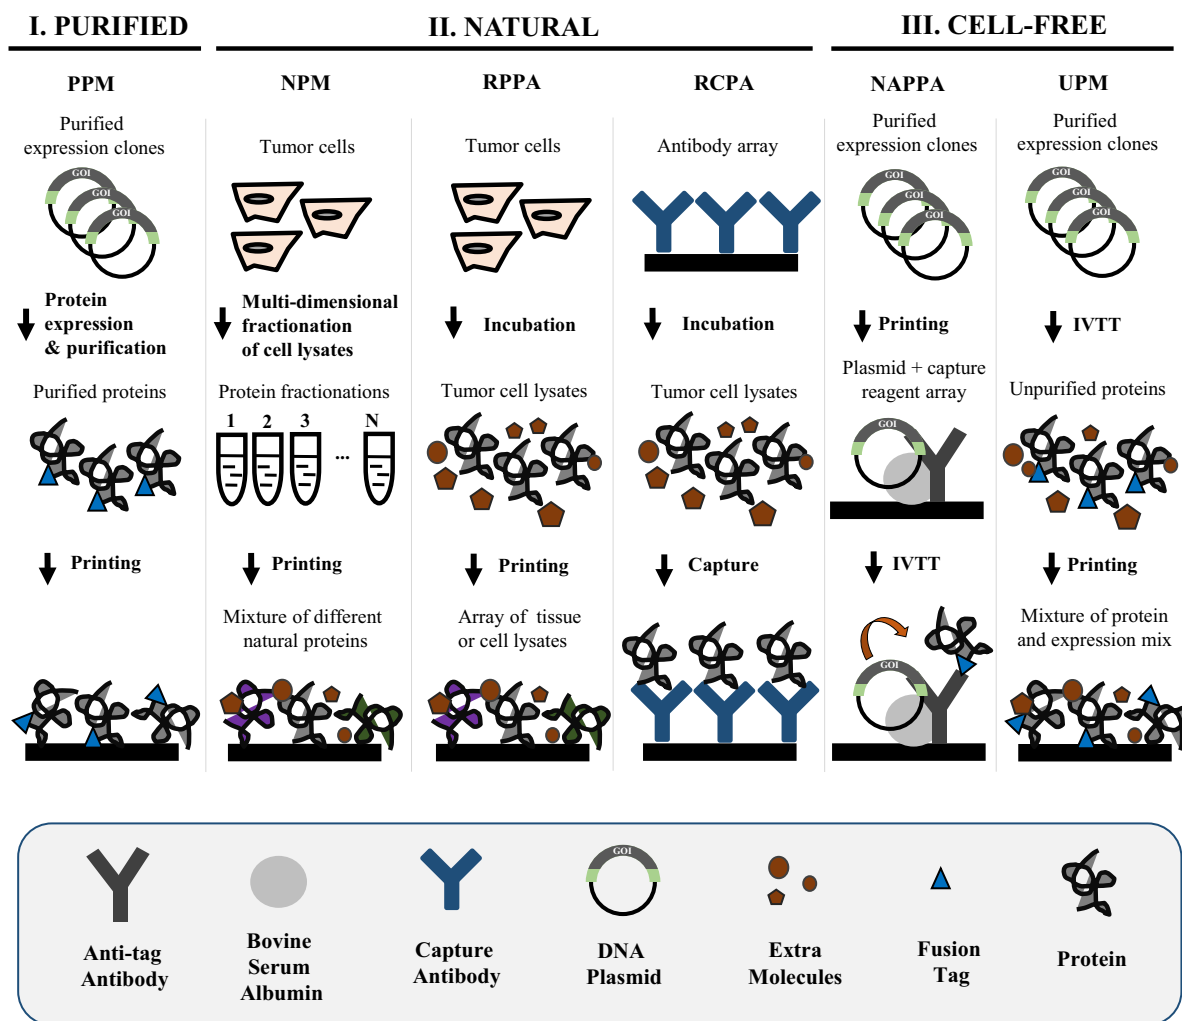 I. PURIFIED
II. NATURAL
III. CELL-FREE
PPM
NPM
RPPA
RCPA
NAPPA
UPM
Purified
expression clones
GOI
GOI
GOI
Protein
expression
& purification
Purified proteins
Printing
Tumor cells
Multi-dimensional
fractionation
of cell lysates
Protein fractionations
1 2 3 ... N
Printing
Mixture of different
natural proteins
Tumor cells
Incubation
Tumor cell lysates
Printing
Array of tissue
or cell lysates
Antibody array
Incubation
Tumor cell lysates
Capture
Purified
expression clones
GOI
GOI
GOI
Printing
Plasmid + capture
reagent array
GOI
IVTT
GOI
Purified
expression clones
GOI
GOI
GOI
IVTT
Unpurified proteins
Printing
Mixture of protein
and expression mix
Anti-tag
Antibody
Bovine
Serum
Albumin
Capture
Antibody
GOI
DNA
Plasmid
Extra
Molecules
Fusion
Tag
Protein